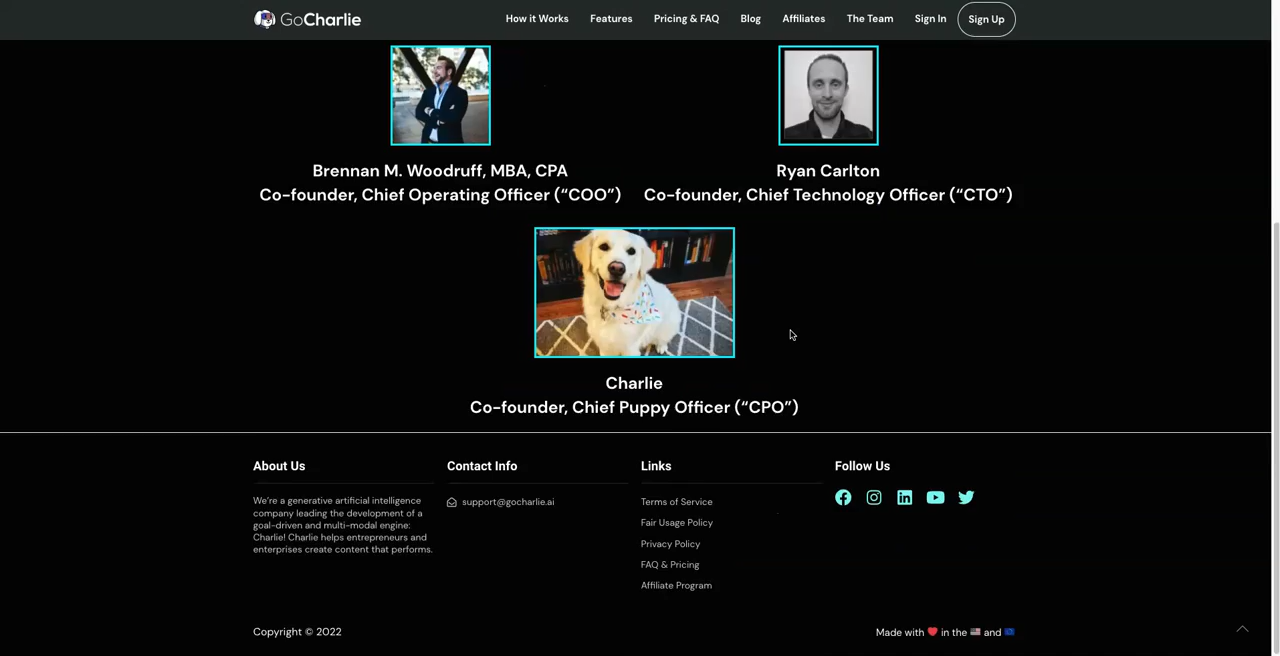 GoCharlie
How it Works
Features
Pricing & FAQ
Blog
Affiliates
The Team
Sign In
Sign Up
Brennan M. Woodruff, MBA, CPA
Co-founder, Chief Operating Officer (“COO”)
Ryan Carlton
Co-founder, Chief Technology Officer (“CTO”)
Charlie
Co-founder, Chief Puppy Officer (“CPO”)
About Us
We're a generative artificial intelligence
company leading the development of a
goal-driven and multi-modal engine:
Charlie! Charlie helps entrepreneurs and
enterprises create content that performs.
Contact Info
support@gocharlie.ai
Links
Terms of Service
Fair Usage Policy
Privacy Policy
FAQ & Pricing
Affiliate Program
Follow Us
Copyright © 2022
Made with ❤️ in the 🇺🇸 and 🇪🇺